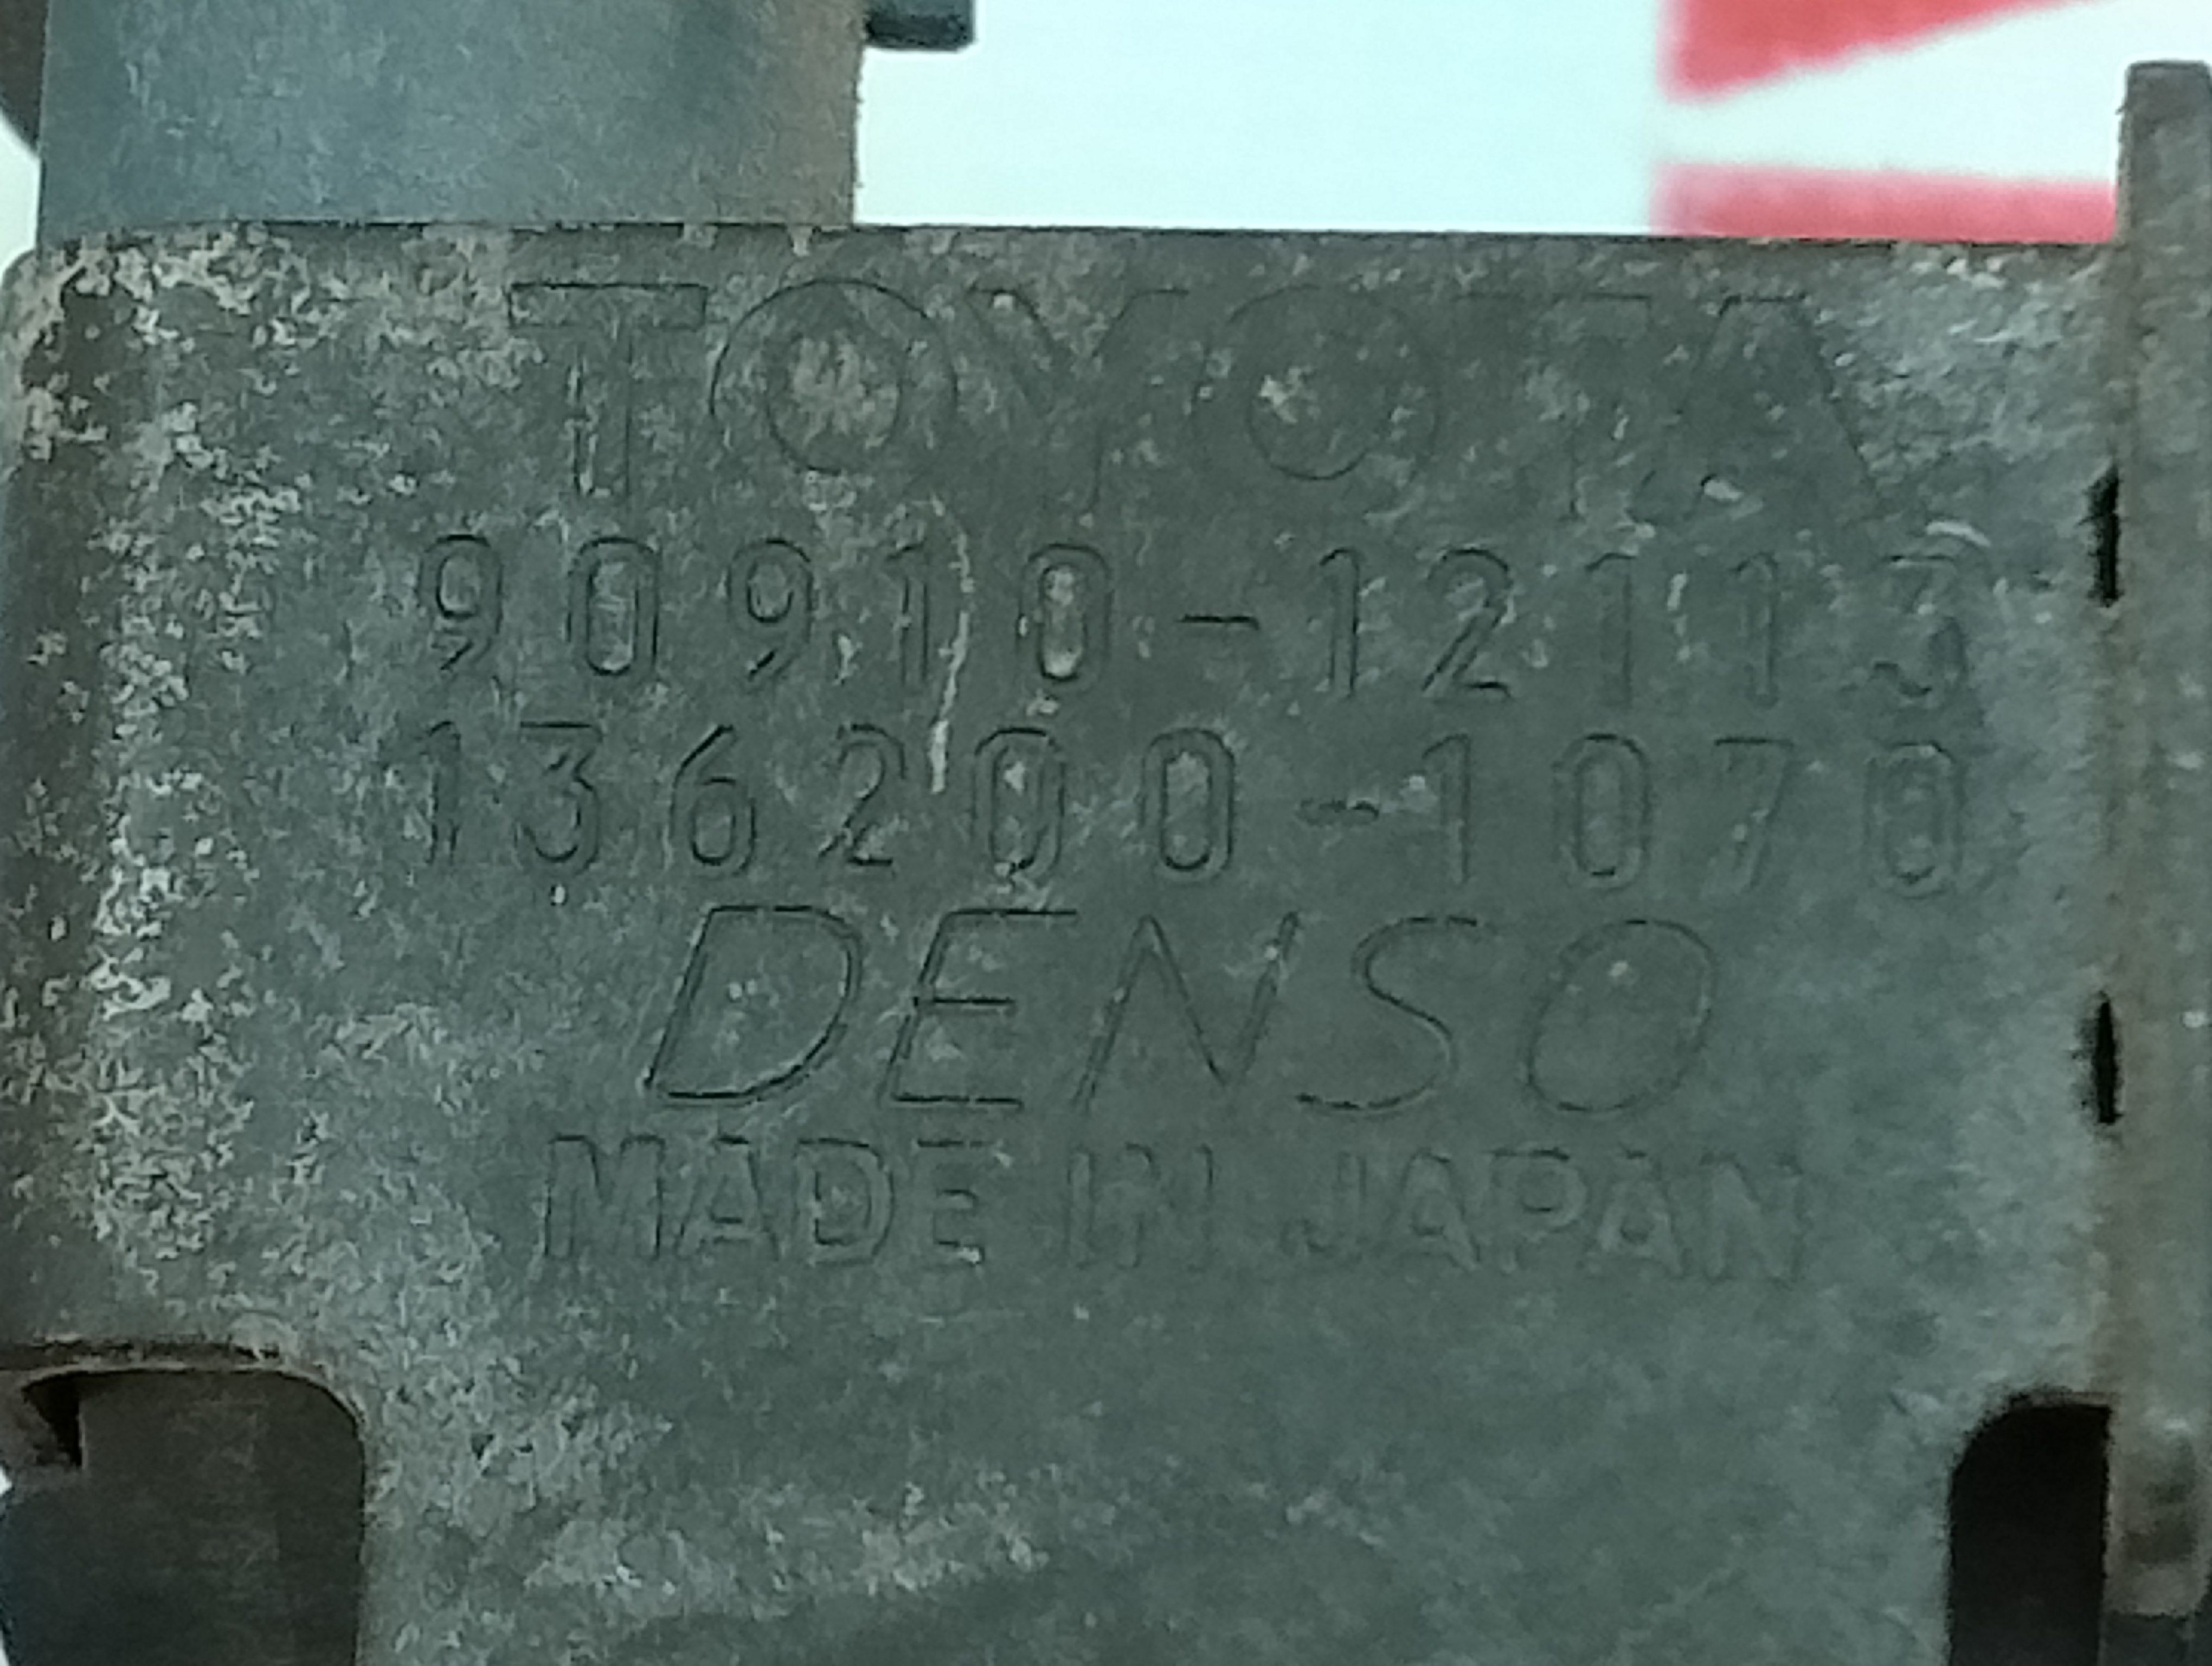 TOYOTA
90910-12113
136200-1070
DENSO
MADE IN JAPAN